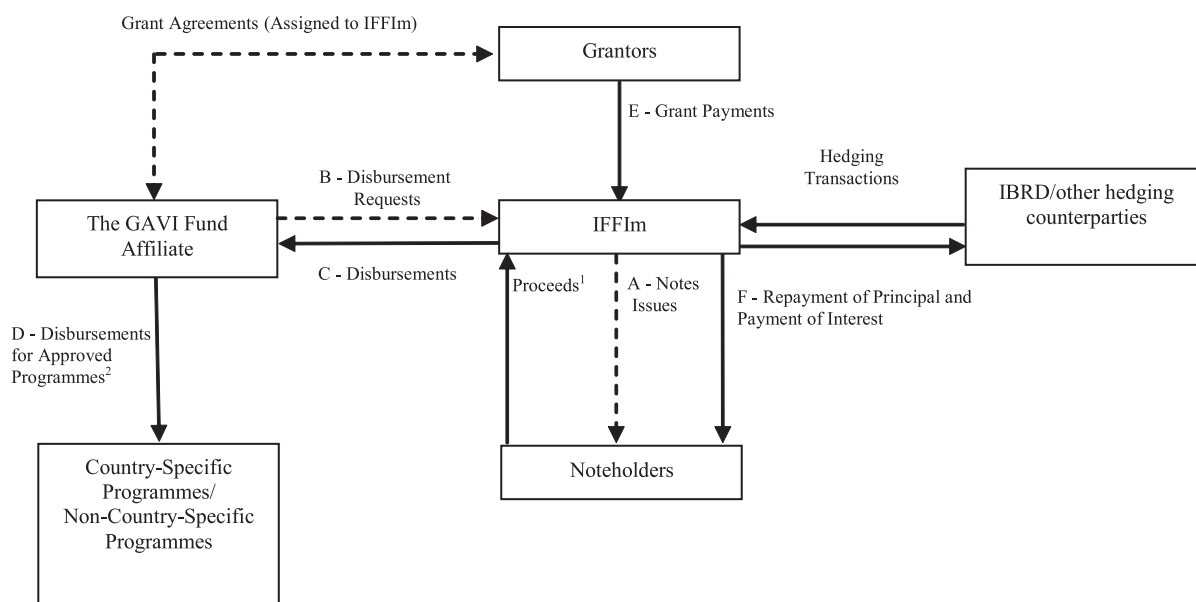 Grant Agreements (Assigned to IFFIm)
Grantors
E - Grant Payments
Hedging
Transactions
B - Disbursement
Requests
IBRD/other hedging
counterparties
The GAVI Fund
Affiliate
IFFIm
C - Disbursements
Proceeds¹
A - Notes
Issues
F - Repayment of Principal and
Payment of Interest
D - Disbursements
for Approved
Programmes²
Noteholders
Country-Specific
Programmes/
Non-Country-Specific
Programmes